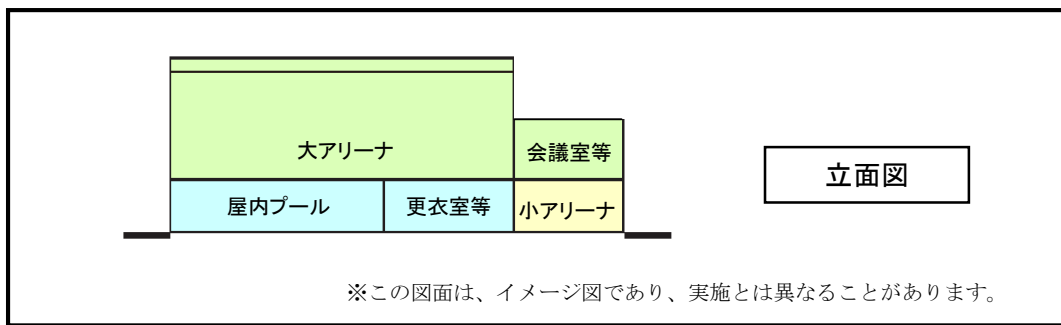 大アリーナ
会議室等
立面図
屋内プール
更衣室等
小アリーナ
※この図面は、イメージ図であり、実施とは異なることがあります。